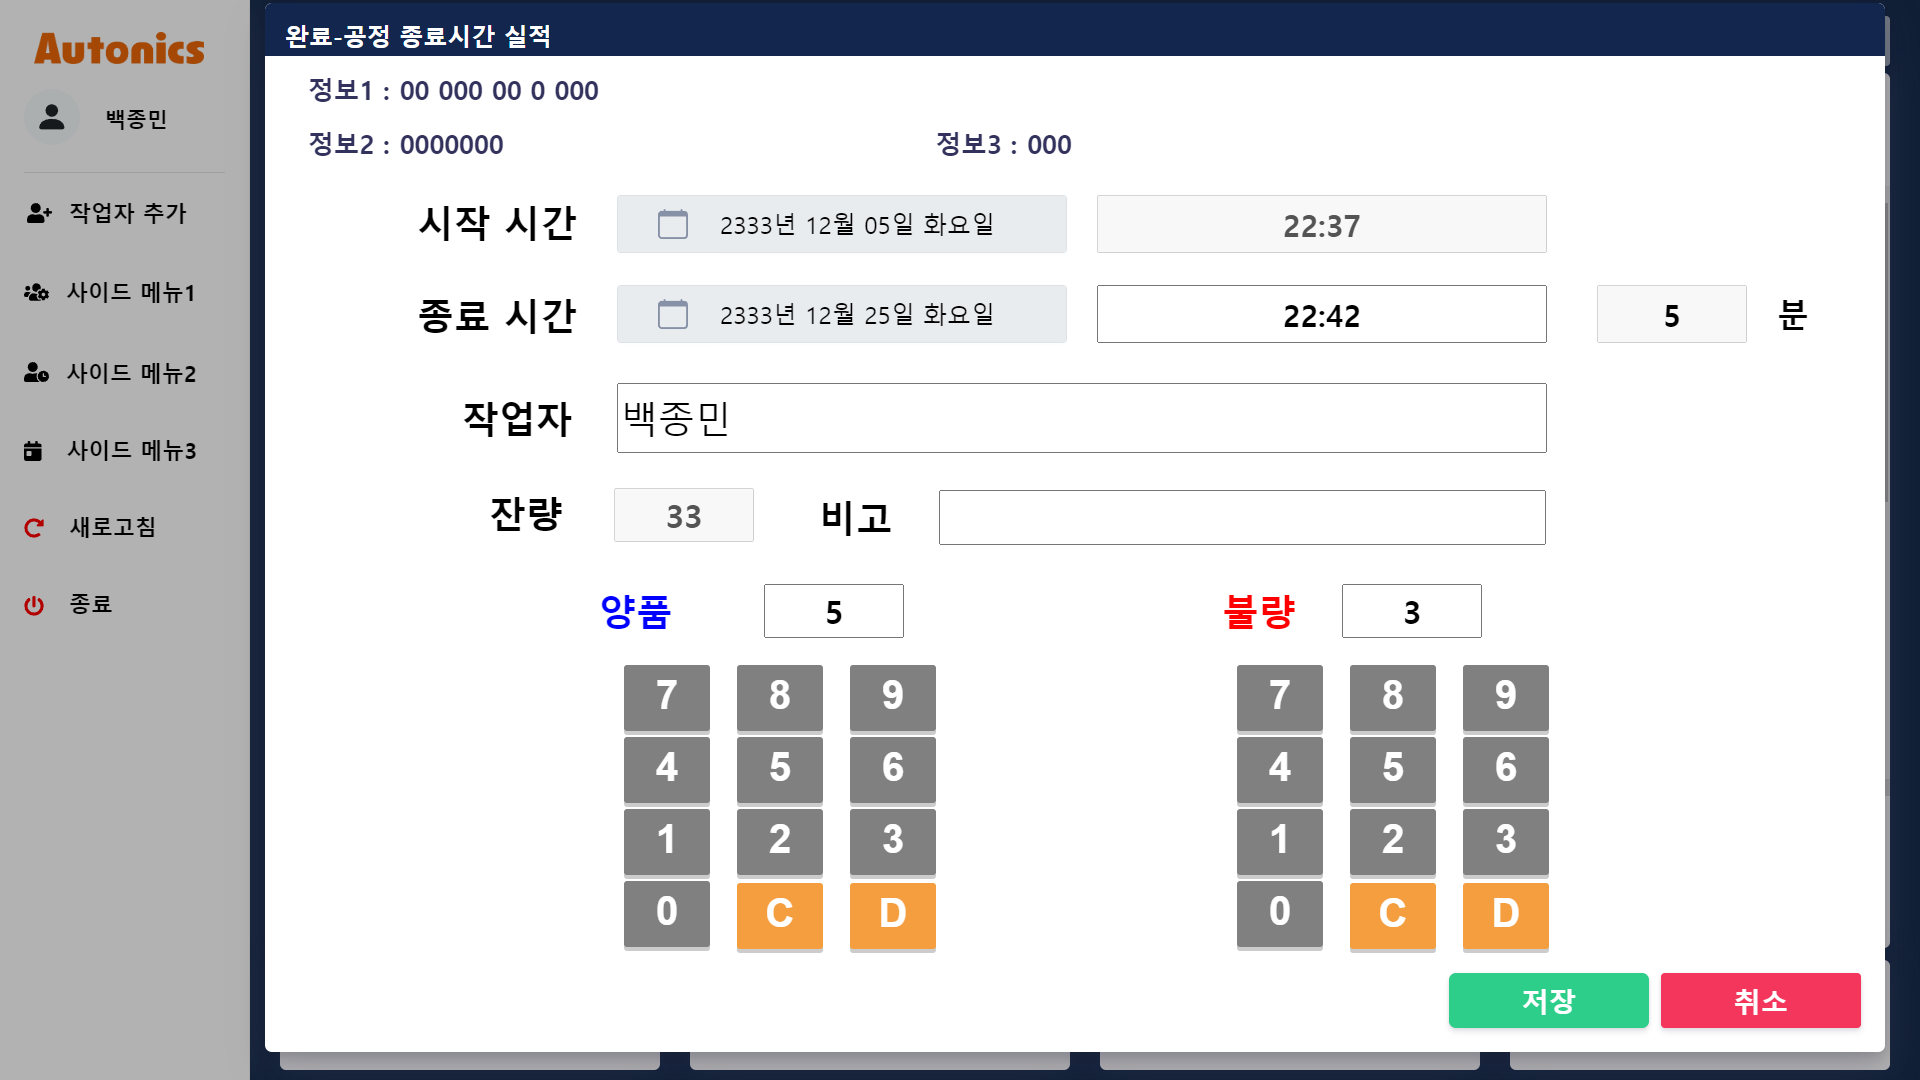 Autonics
백종민
작업자 추가
사이드 메뉴1
사이드 메뉴2
사이드 메뉴3
새로고침
종료
완료-공정 종료시간 실적
정보1 : 00 000 00 0 000
정보2 : 0000000 정보3 : 000
시작 시간 2333년 12월 05일 화요일 22:37
종료 시간 2333년 12월 25일 화요일 22:42 5 분
작업자 백종민
잔량 33 비고
양품 5 불량 3
7 8 9 7 8 9
4 5 6 4 5 6
1 2 3 1 2 3
0 C D 0 C D
저장 취소